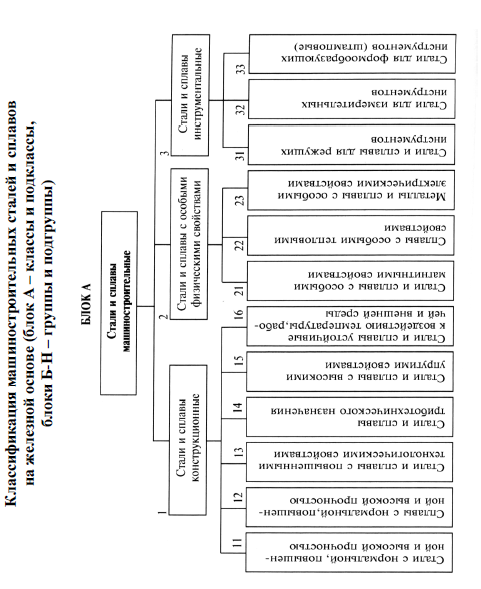 Классификация машиностроительных сталей и сплавов
на железной основе (блок А – классы и подклассы,
блоки Б-Н – группы и подгруппы)
БЛОК А
Стали и сплавы
машиностроительные
1
Стали и сплавы
конструкционные
2
Стали и сплавы с особыми
физическими свойствами
3
Стали и сплавы
инструментальные
11
Стали с нормальной, повышен-
ной и высокой прочностью
12
Сплавы с нормальной,повышен-
ной и высокой прочностью
13
Стали и сплавы с повышенными
технологическими свойствами
14
Стали и сплавы
триботехнического назначения
15
Стали и сплавы с высокими
упругими свойствами
16
Стали и сплавы устойчивые
к воздействию температуры,рабо-
чей и внешней среды
21
Стали и сплавы с особыми
магнитными свойствами
22
Сплавы с особыми тепловыми
свойствами
23
Металлы и сплавы с особыми
электрическими свойствами
31
Стали и сплавы для режущих
инструментов
32
Стали для измерительных
инструментов
33
Стали для формообразующих
инструментов (штамповые)